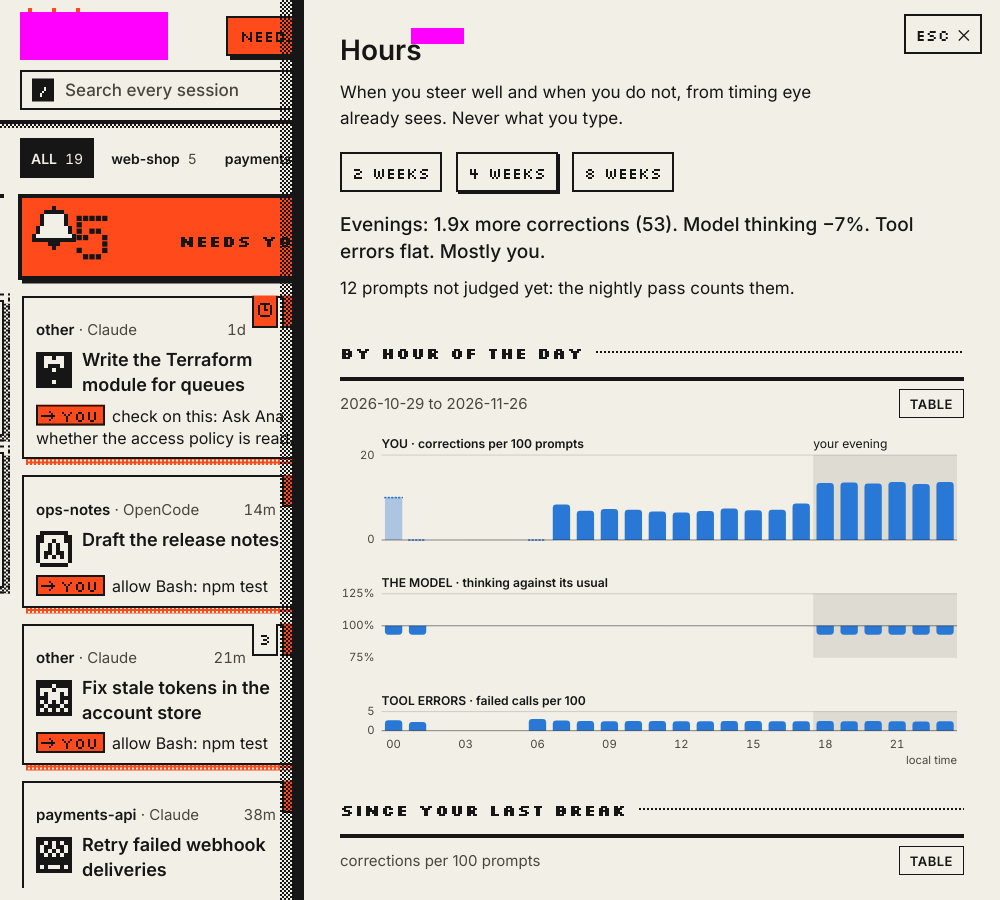 NEED
Search every session
ALL 19
web-shop 5
payments
5
NEEDS YO
other · Claude 1d
Write the Terraform
module for queues
→ YOU check on this: Ask Ana
whether the access policy is read
ops-notes · OpenCode 14m
Draft the release notes
→ YOU allow Bash: npm test
3
other · Claude 21m
Fix stale tokens in the
account store
→ YOU allow Bash: npm test
payments-api · Claude 38m
Retry failed webhook
deliveries
Hours
ESC ×
When you steer well and when you do not, from timing eye
already sees. Never what you type.
2 WEEKS
4 WEEKS
8 WEEKS
Evenings: 1.9x more corrections (53). Model thinking −7%. Tool
errors flat. Mostly you.
12 prompts not judged yet: the nightly pass counts them.
BY HOUR OF THE DAY
2026-10-29 to 2026-11-26
TABLE
YOU · corrections per 100 prompts
your evening
20
0
THE MODEL · thinking against its usual
125%
100%
75%
TOOL ERRORS · failed calls per 100
5
0
00 03 06 09 12 15 18 21
local time
SINCE YOUR LAST BREAK
corrections per 100 prompts
TABLE